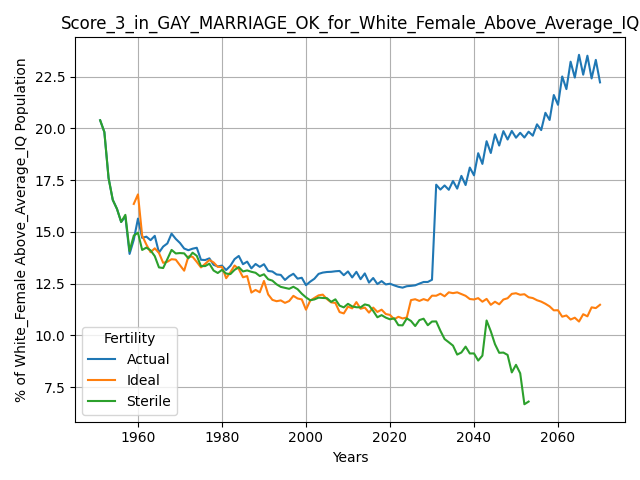 Score_3_in_GAY_MARRIAGE_OK_for_White_Female_Above_Average_IQ
% of White_Female Above_Average_IQ Population
22.5
20.0
17.5
15.0
12.5
10.0
7.5
Fertility
Actual
Ideal
Sterile
1960 1980 2000 2020 2040 2060
Years